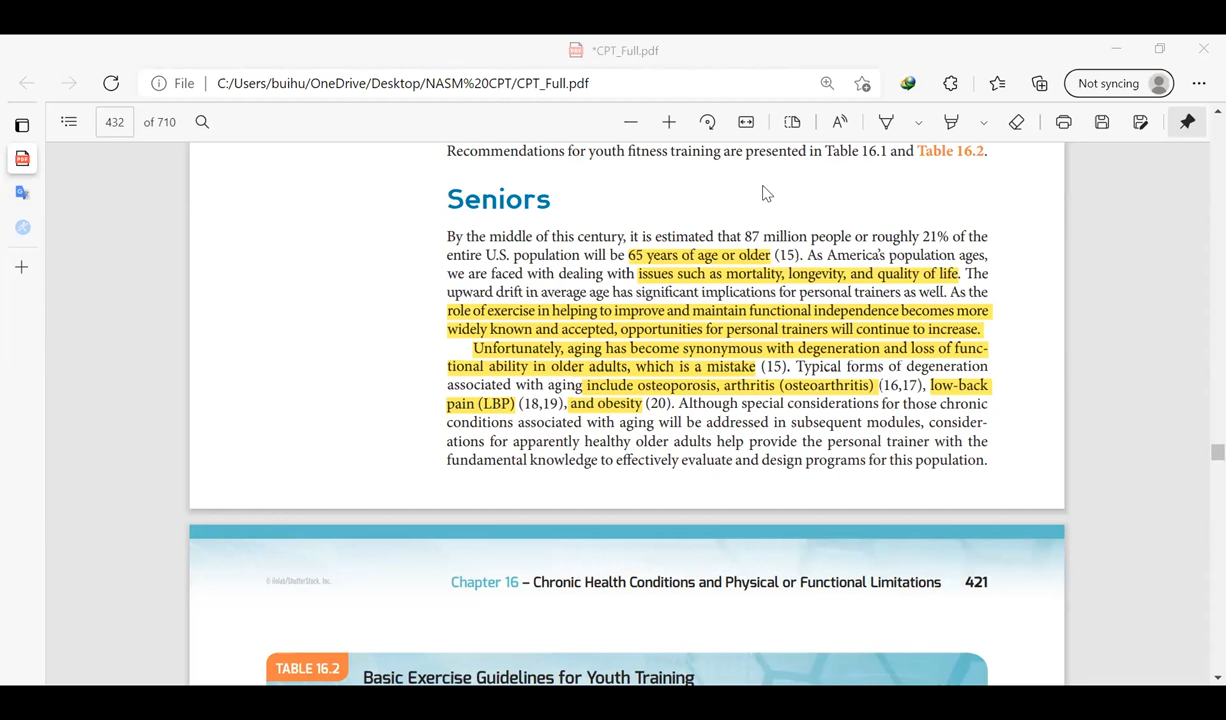 *CPT_Full.pdf
File
C:/Users/buihu/OneDrive/Desktop/NASM%20CPT/CPT_Full.pdf
Not syncing
432 of 710
Recommendations for youth fitness training are presented in Table 16.1 and Table 16.2.
Seniors
By the middle of this century, it is estimated that 87 million people or roughly 21% of the
entire U.S. population will be 65 years of age or older (15). As America's population ages,
we are faced with dealing with issues such as mortality, longevity, and quality of life. The
upward drift in average age has significant implications for personal trainers as well. As the
role of exercise in helping to improve and maintain functional independence becomes more
widely known and accepted, opportunities for personal trainers will continue to increase.
Unfortunately, aging has become synonymous with degeneration and loss of func-
tional ability in older adults, which is a mistake (15). Typical forms of degeneration
associated with aging include osteoporosis, arthritis (osteoarthritis) (16,17), low-back
pain (LBP) (18,19), and obesity (20). Although special considerations for those chronic
conditions associated with aging will be addressed in subsequent modules, consider-
ations for apparently healthy older adults help provide the personal trainer with the
fundamental knowledge to effectively evaluate and design programs for this population.
Chapter 16 – Chronic Health Conditions and Physical or Functional Limitations 421
TABLE 16.2
Basic Exercise Guidelines for Youth Training